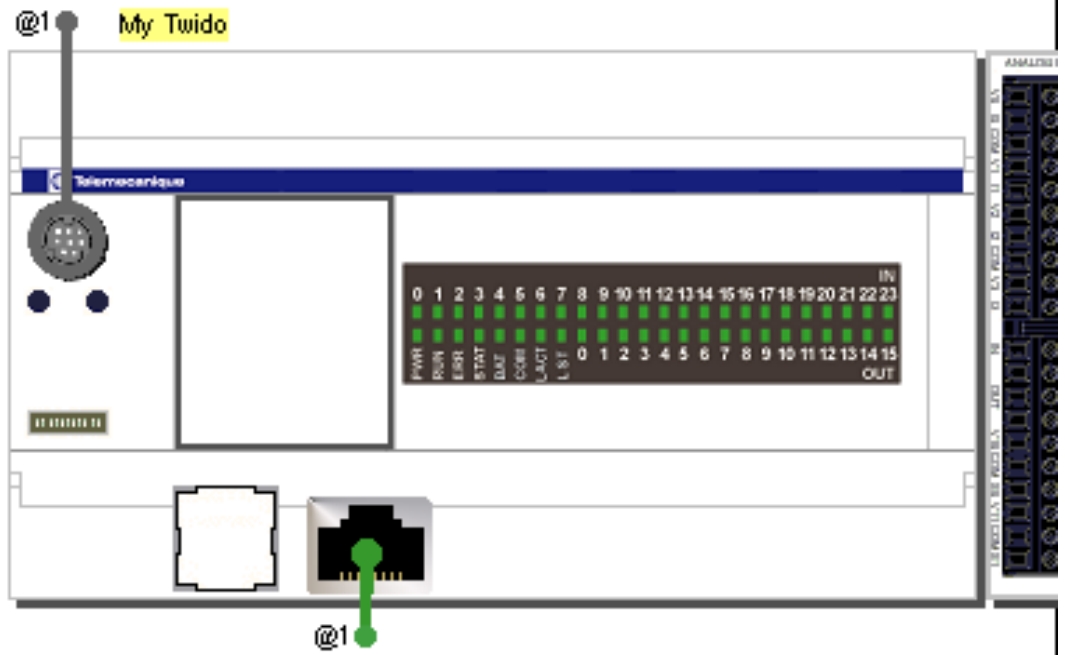 @1 My Twido
Telemecanique
IN
0 1 2 3 4 5 6 7 8 9 10 11 12 13 14 15 16 17 18 19 20 21 22 23
PWR RUN ERR STAT BAT COM LACT LST 0 1 2 3 4 5 6 7 8 9 10 11 12 13 14 15
OUT
@1